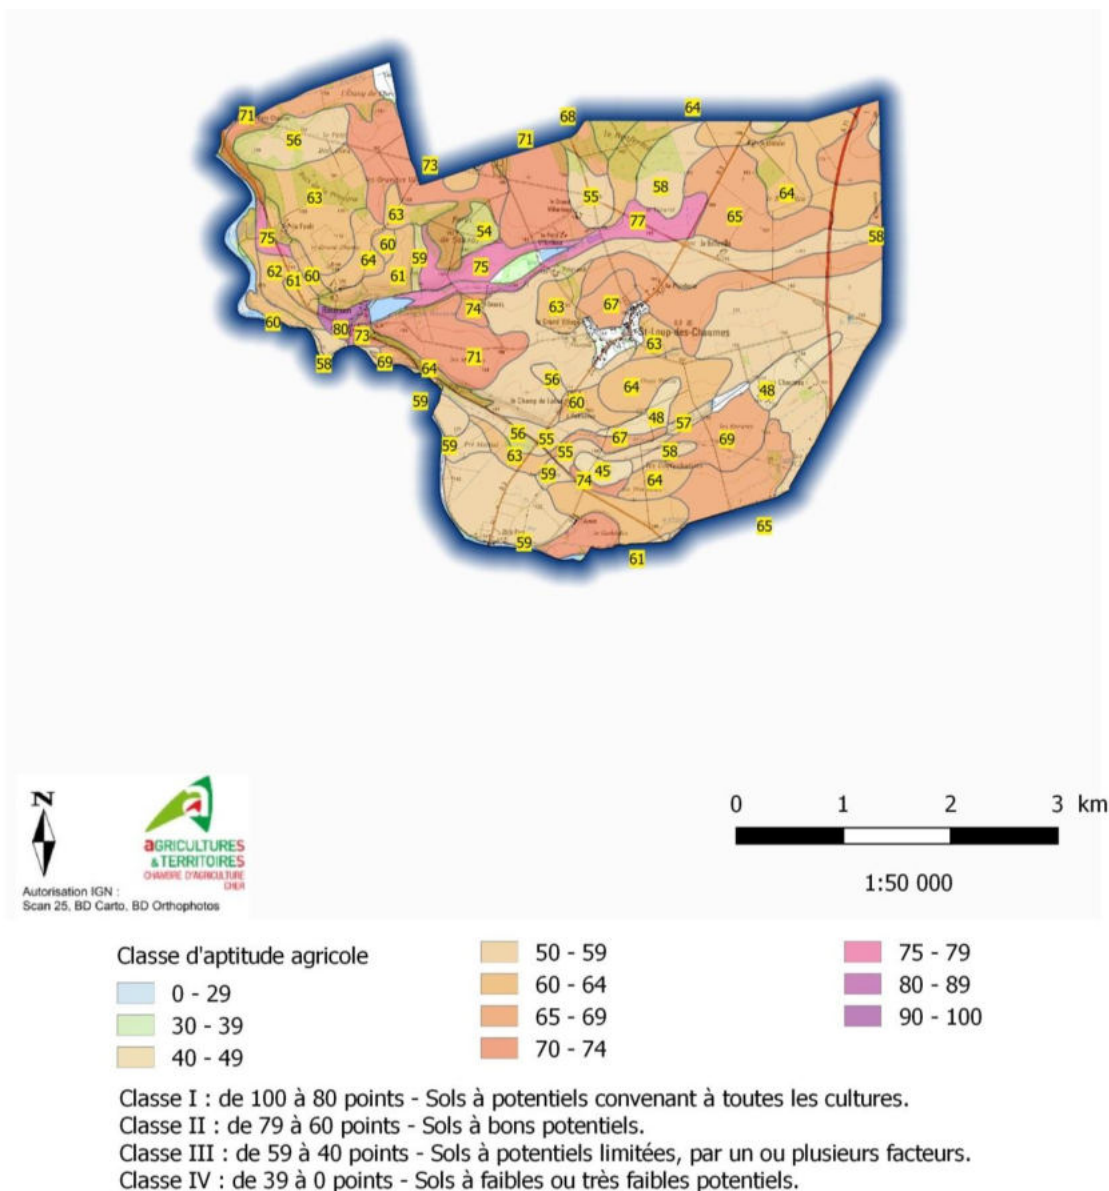 64
68
71
71
56
73
55
58
64
63
63
77
65
54
58
75
60
59
64
75
62
61
60
61
74
63
67
60
80
73
St-Loup-des-Chaumes
63
58
69
64
71
56
64
48
59
60
48
57
56
55
67
69
59
63
55
58
59
74
45
64
59
65
61
N
aGRICULTURES
& TERRITOIRES
CHAMBRE D'AGRICULTURE
CHER
Autorisation IGN :
Scan 25, BD Carto, BD Orthophotos
0 1 2 3 km
1:50 000
Classe d'aptitude agricole
0 - 29
30 - 39
40 - 49
50 - 59
60 - 64
65 - 69
70 - 74
75 - 79
80 - 89
90 - 100
Classe I : de 100 à 80 points - Sols à potentiels convenant à toutes les cultures.
Classe II : de 79 à 60 points - Sols à bons potentiels.
Classe III : de 59 à 40 points - Sols à potentiels limitées, par un ou plusieurs facteurs.
Classe IV : de 39 à 0 points - Sols à faibles ou très faibles potentiels.